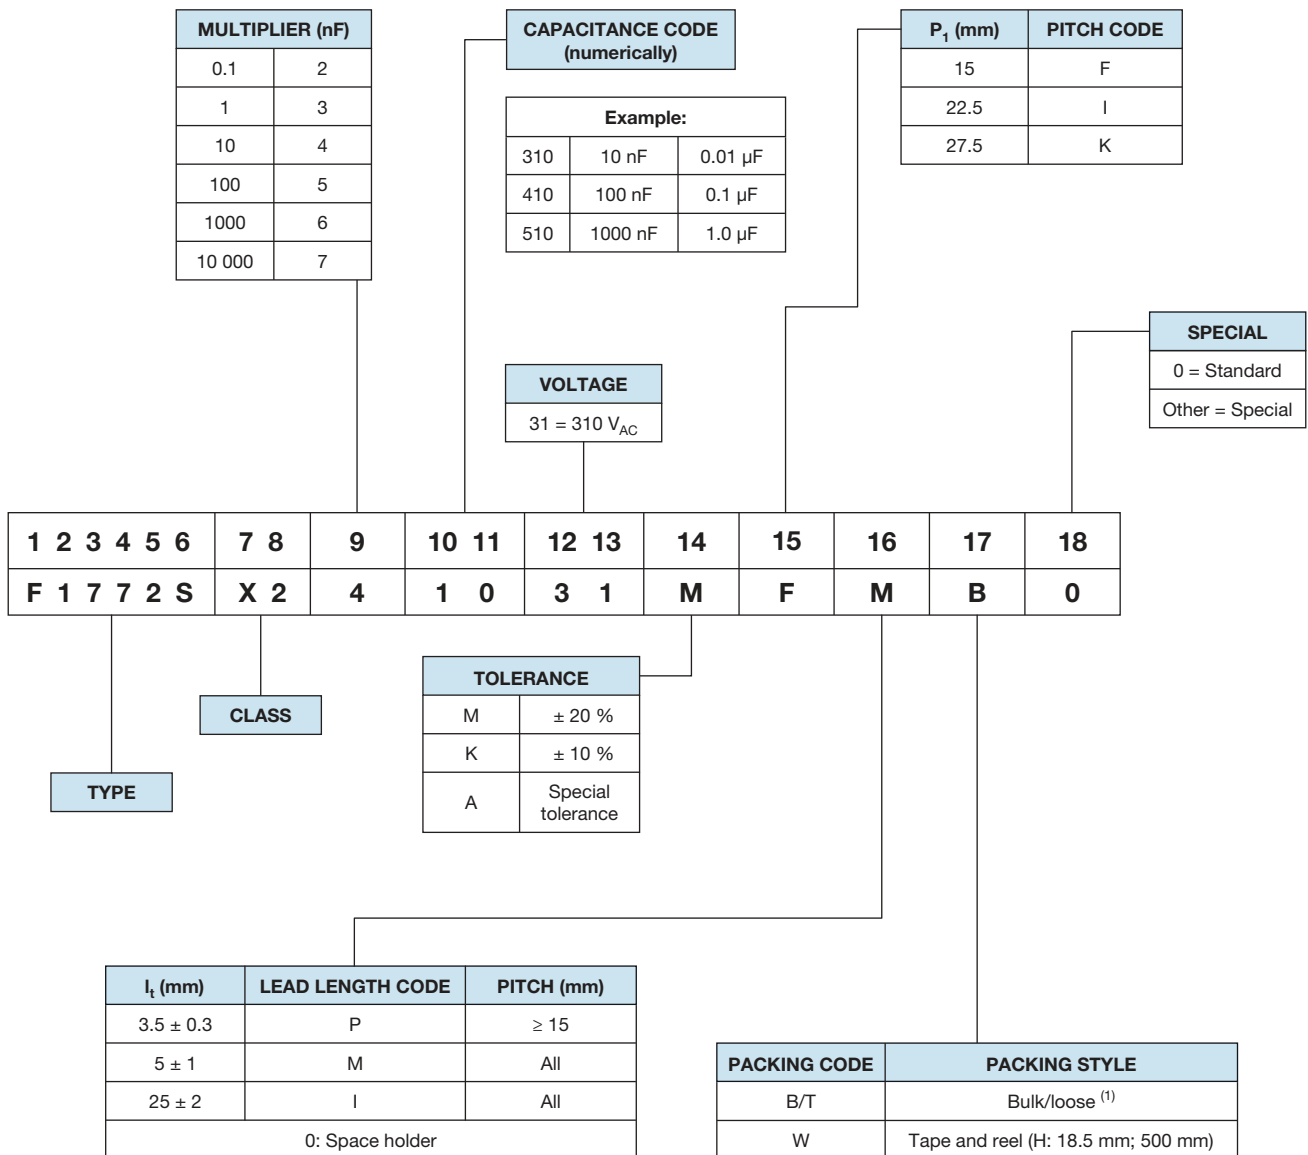 MULTIPLIER (nF)
0.1 2
1 3
10 4
100 5
1000 6
10 000 7
CAPACITANCE CODE
(numerically)
Example:
310 10 nF 0.01 µF
410 100 nF 0.1 µF
510 1000 nF 1.0 µF
P1 (mm) PITCH CODE
15 F
22.5 I
27.5 K
SPECIAL
0 = Standard
Other = Special
VOLTAGE
31 = 310 VAC
1 2 3 4 5 6 7 8 9 10 11 12 13 14 15 16 17 18
F 1 7 7 2 S X 2 4 1 0 3 1 M F M B 0
TOLERANCE
M ± 20 %
K ± 10 %
A Special
tolerance
CLASS
TYPE
lt (mm) LEAD LENGTH CODE PITCH (mm)
3.5 ± 0.3 P ≥ 15
5 ± 1 M All
25 ± 2 I All
0: Space holder
PACKING CODE PACKING STYLE
B/T Bulk/loose (1)
W Tape and reel (H: 18.5 mm; 500 mm)